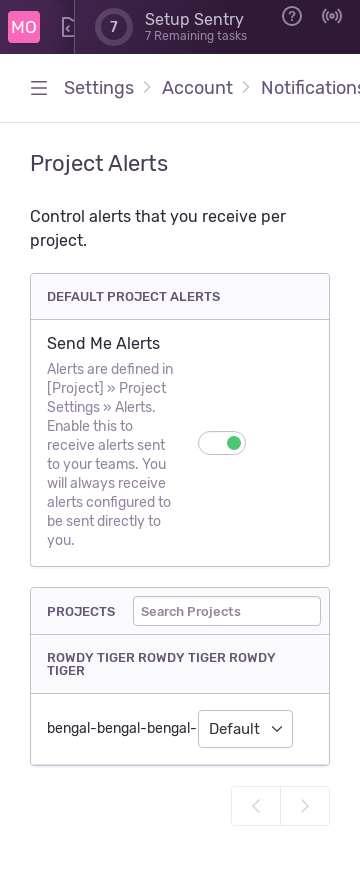 MO
7
Setup Sentry
7 Remaining tasks
Settings
Account
Notifications
Project Alerts
Control alerts that you receive per
project.
DEFAULT PROJECT ALERTS
Send Me Alerts
Alerts are defined in
[Project] » Project
Settings » Alerts.
Enable this to
receive alerts sent
to your teams. You
will always receive
alerts configured to
be sent directly to
you.
PROJECTS
Search Projects
ROWDY TIGER ROWDY TIGER ROWDY
TIGER
bengal-bengal-bengal-
Default